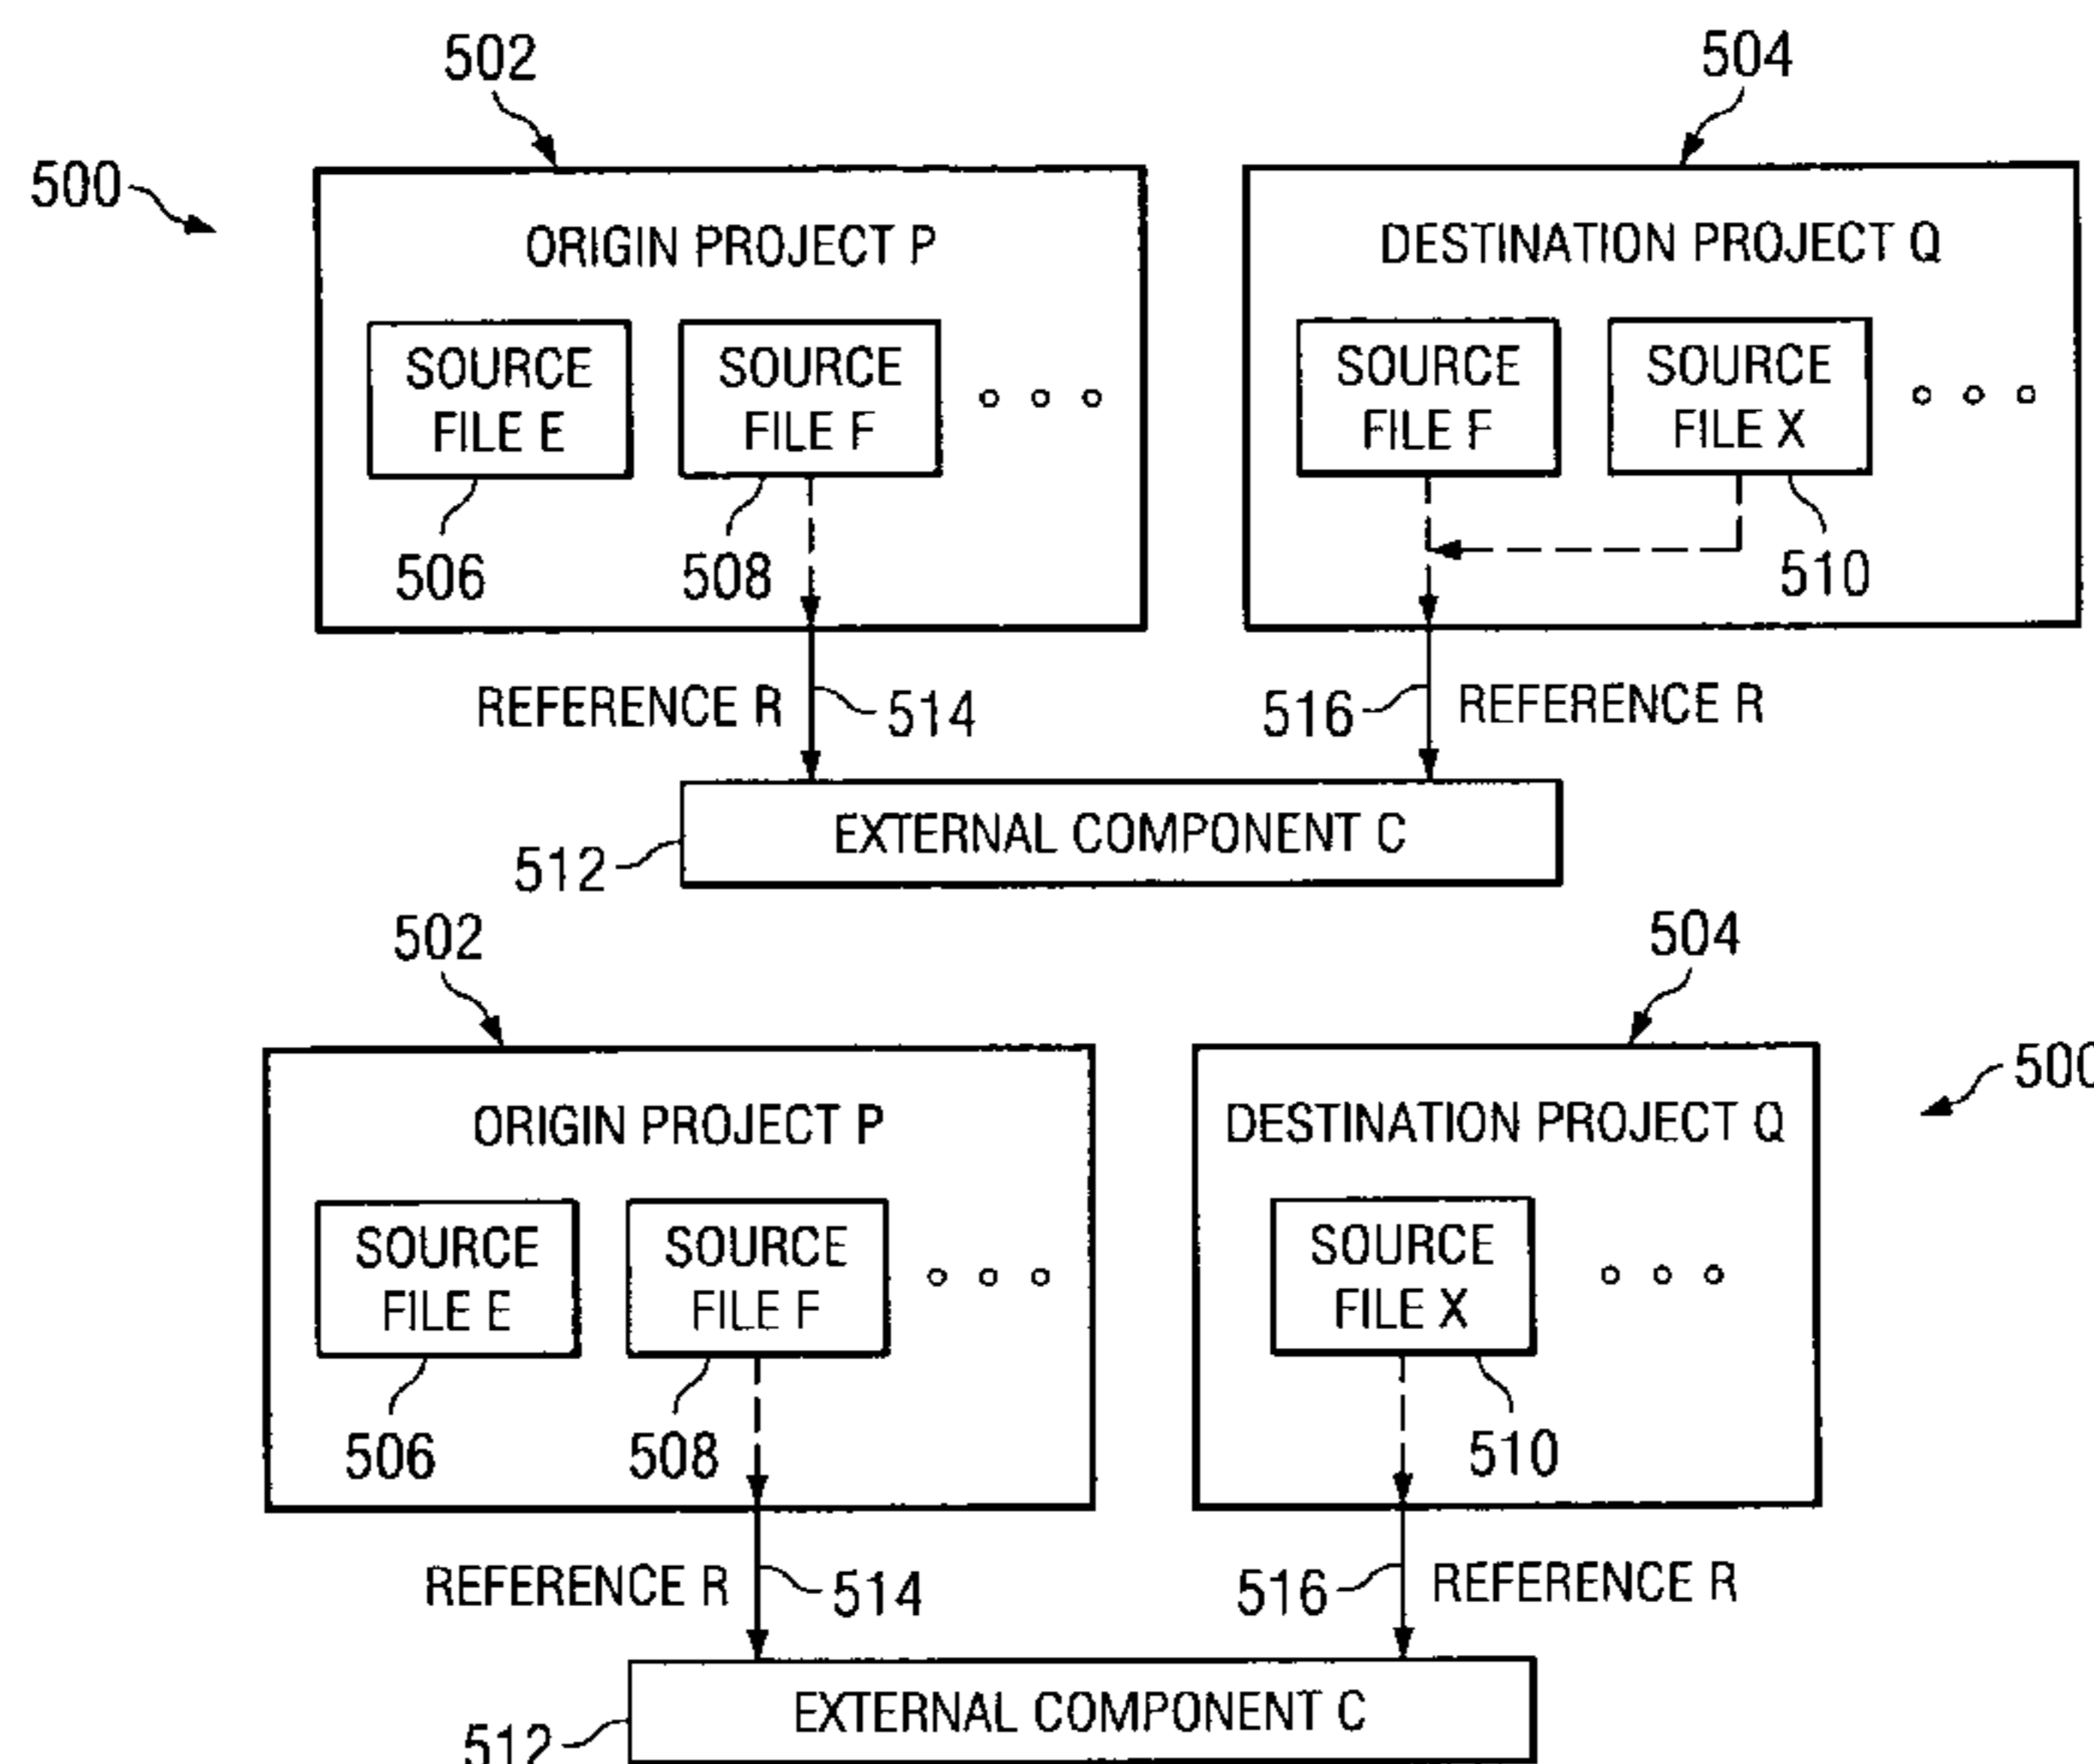 502
504
500
ORIGIN PROJECT P
DESTINATION PROJECT Q
SOURCE
FILE E
SOURCE
FILE F
SOURCE
FILE F
SOURCE
FILE X
506
508
510
REFERENCE R
514
516
REFERENCE R
EXTERNAL COMPONENT C
512
502
504
500
ORIGIN PROJECT P
DESTINATION PROJECT Q
SOURCE
FILE E
SOURCE
FILE F
SOURCE
FILE X
506
508
510
REFERENCE R
514
516
REFERENCE R
EXTERNAL COMPONENT C
512